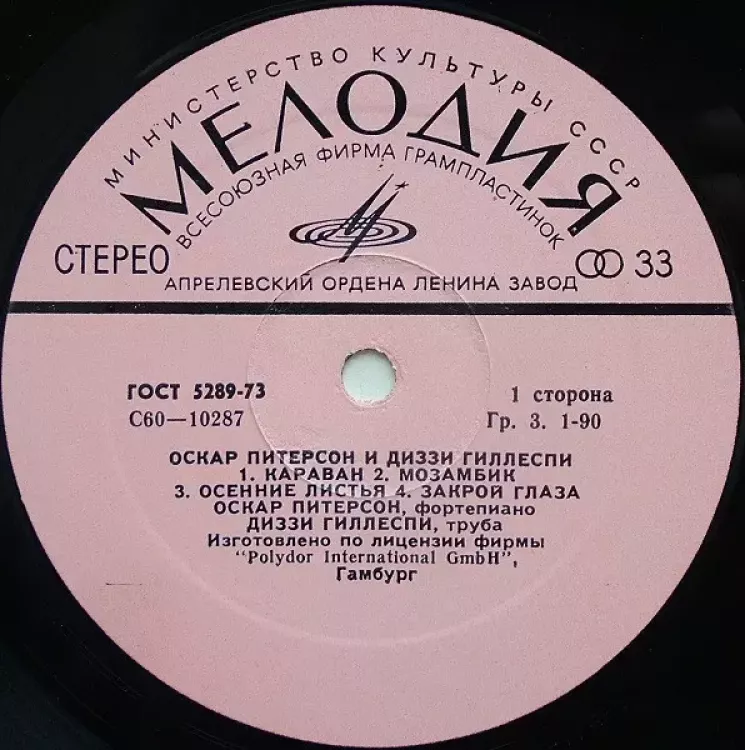 МИНИСТЕРСТВО КУЛЬТУРЫ СССР
МЕЛОДИЯ
ВСЕСОЮЗНАЯ ФИРМА ГРАМПЛАСТИНОК
СТЕРЕО
33
АПРЕЛЕВСКИЙ ОРДЕНА ЛЕНИНА ЗАВОД
ГОСТ 5289-73
1 сторона
С60—10287
Гр. 3. 1-90
ОСКАР ПИТЕРСОН И ДИЗЗИ ГИЛЛЕСПИ
1. КАРАВАН 2. МОЗАМБИК
3. ОСЕННИЕ ЛИСТЬЯ 4. ЗАКРОЙ ГЛАЗА
ОСКАР ПИТЕРСОН, фортепиано
ДИЗЗИ ГИЛЛЕСПИ, труба
Изготовлено по лицензии фирмы
"Polydor International GmbH",
Гамбург